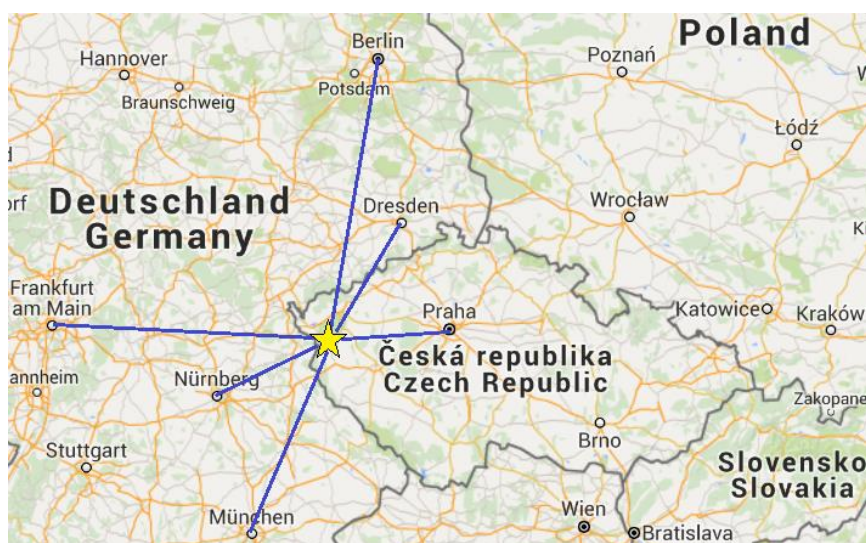 Berlin
Poland
Hannover
Poznań
Potsdam
Braunschweig
Łódź
Deutschland
Germany
Dresden
Wrocław
Frankfurt
am Main
Praha
Katowice
Kraków
Česká republika
Czech Republic
annheim
Nürnberg
Zakopane
Stuttgart
Brno
Slovensko
Slovakia
München
Wien
Bratislava